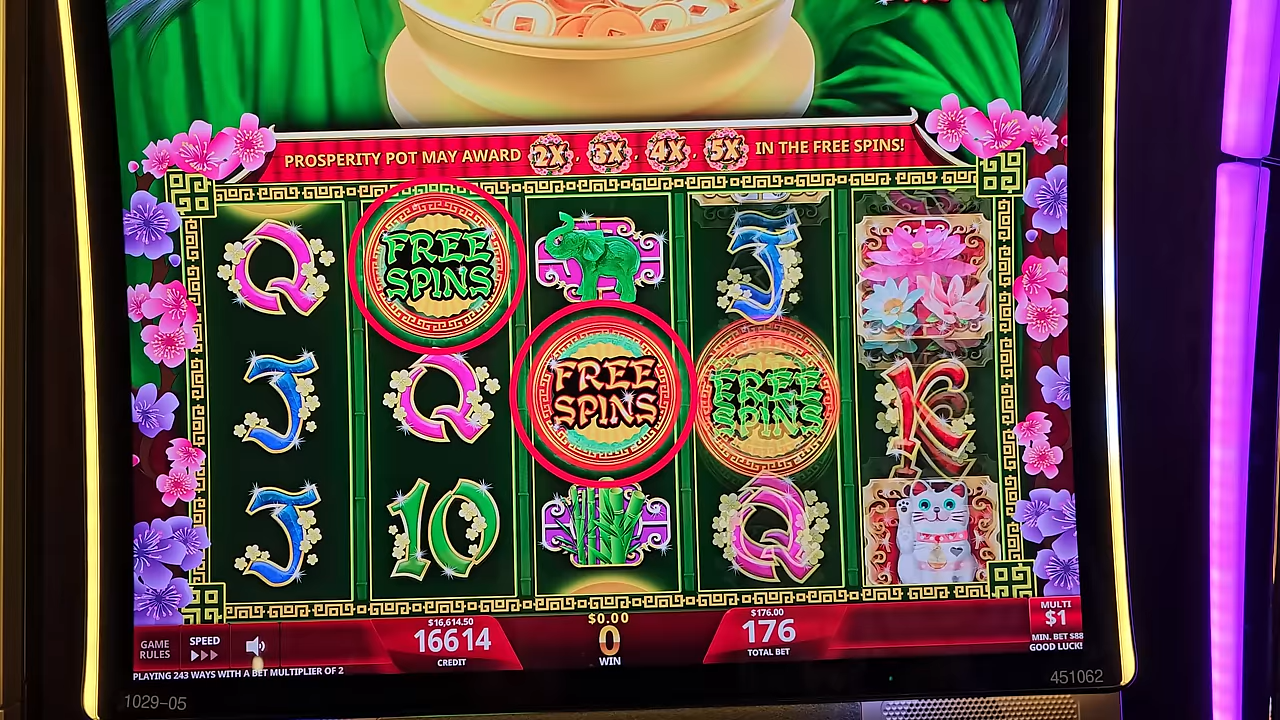 PROSPERITY POT MAY AWARD 2X, 3X, 4X, 5X IN THE FREE SPINS!
Q
FREE
SPINS
J
J
Q
FREE
SPINS
FREE
SPINS
K
J
10
Q
GAME
RULES
SPEED
$16,614.50
16614
CREDIT
$0.00
0
WIN
$176.00
176
TOTAL BET
MULTI
$1
MIN. BET $88
GOOD LUCK!
PLAYING 243 WAYS WITH A BET MULTIPLIER OF 2
1029-05
451062